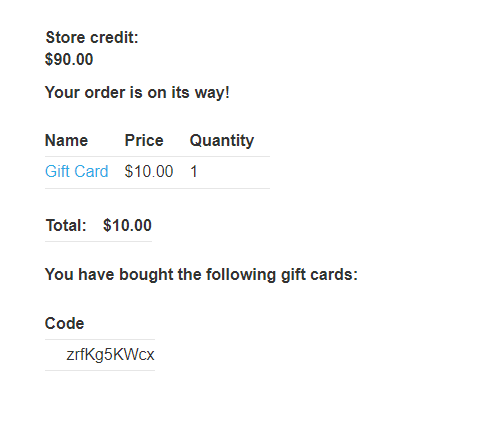 Store credit:
$90.00
Your order is on its way!
Name Price Quantity
Gift Card $10.00 1
Total: $10.00
You have bought the following gift cards:
Code
zrfKg5KWcx